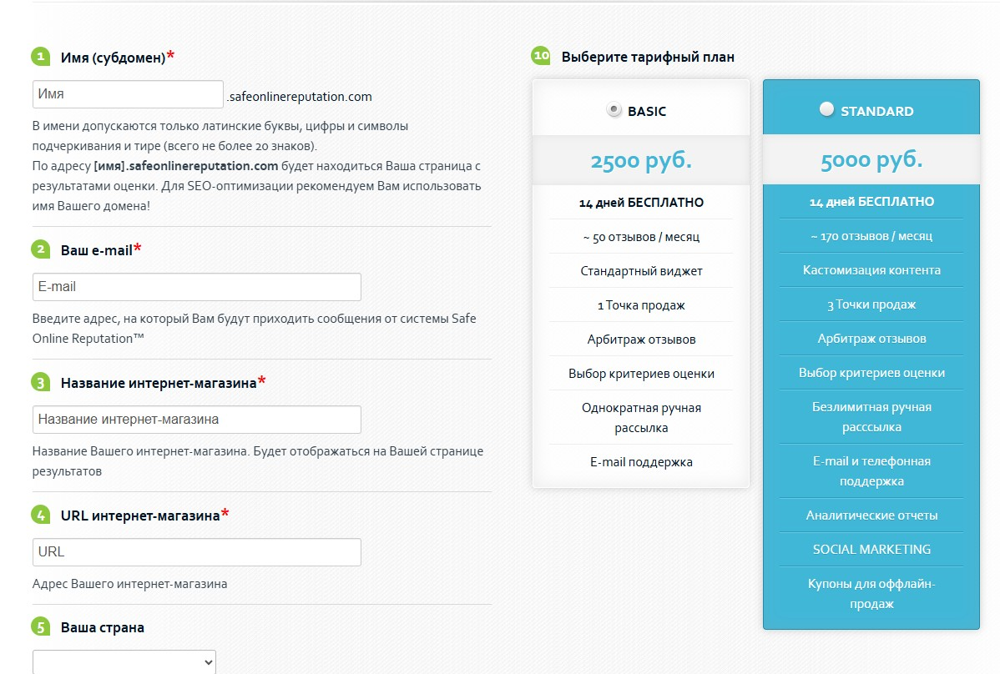 1 Имя (субдомен)*
Имя .safeonlinereputation.com
В имени допускаются только латинские буквы, цифры и символы
подчеркивания и тире (всего не более 20 знаков).
По адресу [имя].safeonlinereputation.com будет находиться Ваша страница с
результатами оценки. Для SEO-оптимизации рекомендуем Вам использовать
имя Вашего домена!
2 Ваш e-mail*
E-mail
Введите адрес, на который Вам будут приходить сообщения от системы Safe
Online Reputation™
3 Название интернет-магазина*
Название интернет-магазина
Название Вашего интернет-магазина. Будет отображаться на Вашей странице
результатов
4 URL интернет-магазина*
URL
Адрес Вашего интернет-магазина
5 Ваша страна
10 Выберите тарифный план
BASIC
2500 руб.
14 дней БЕСПЛАТНО
~ 50 отзывов / месяц
Стандартный виджет
1 Точка продаж
Арбитраж отзывов
Выбор критериев оценки
Однократная ручная
рассылка
E-mail поддержка
STANDARD
5000 руб.
14 дней БЕСПЛАТНО
~ 170 отзывов / месяц
Кастомизация контента
3 Точки продаж
Арбитраж отзывов
Выбор критериев оценки
Безлимитная ручная
расссылка
E-mail и телефонная
поддержка
Аналитические отчеты
SOCIAL MARKETING
Купоны для оффлайн-
продаж